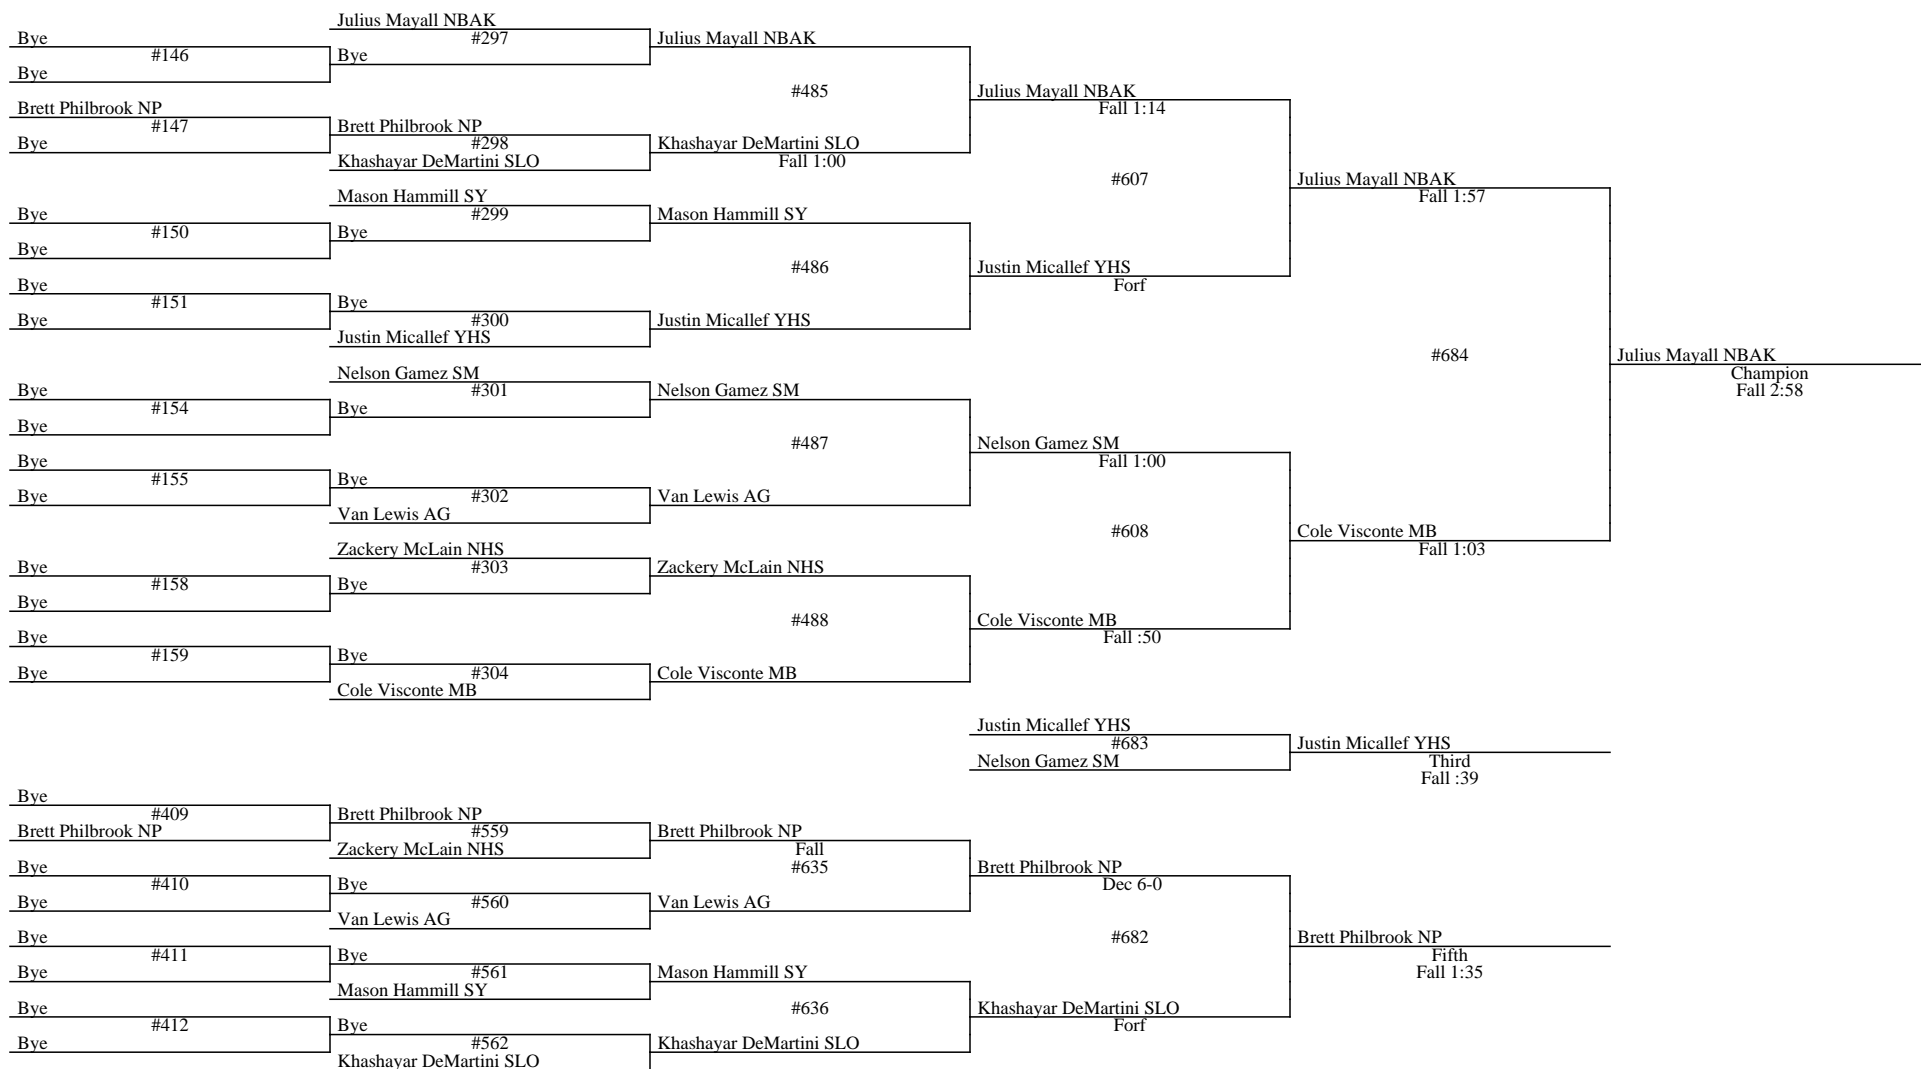 Julius Mayall NBAK
Bye
#297
Julius Mayall NBAK
#146
Bye
Bye
#485
Julius Mayall NBAK
Fall 1:14
Brett Philbrook NP
#147
Brett Philbrook NP
Bye
#298
Khashayar DeMartini SLO
Khashayar DeMartini SLO
Fall 1:00
#607
Julius Mayall NBAK
Fall 1:57
Mason Hammill SY
Bye
#299
Mason Hammill SY
#150
Bye
Bye
#486
Justin Micallef YHS
Forf
Bye
#151
Bye
Bye
#300
Justin Micallef YHS
Justin Micallef YHS
#684
Julius Mayall NBAK
Champion
Fall 2:58
Nelson Gamez SM
Bye
#301
Nelson Gamez SM
#154
Bye
Bye
#487
Nelson Gamez SM
Fall 1:00
Bye
#155
Bye
Bye
#302
Van Lewis AG
Van Lewis AG
#608
Cole Visconte MB
Fall 1:03
Zackery McLain NHS
Bye
#303
Zackery McLain NHS
#158
Bye
Bye
#488
Cole Visconte MB
Fall :50
Bye
#159
Bye
Bye
#304
Cole Visconte MB
Cole Visconte MB
Justin Micallef YHS
#683
Justin Micallef YHS
Nelson Gamez SM
Third
Fall :39
Bye
#409
Brett Philbrook NP
Brett Philbrook NP
#559
Brett Philbrook NP
Zackery McLain NHS
Fall
Bye
#635
Brett Philbrook NP
#410
Bye
Dec 6-0
Bye
#560
Van Lewis AG
Van Lewis AG
Bye
#682
Brett Philbrook NP
#411
Bye
Fifth
Bye
#561
Mason Hammill SY
Fall 1:35
Mason Hammill SY
Bye
#636
Khashayar DeMartini SLO
#412
Bye
Forf
Bye
#562
Khashayar DeMartini SLO
Khashayar DeMartini SLO